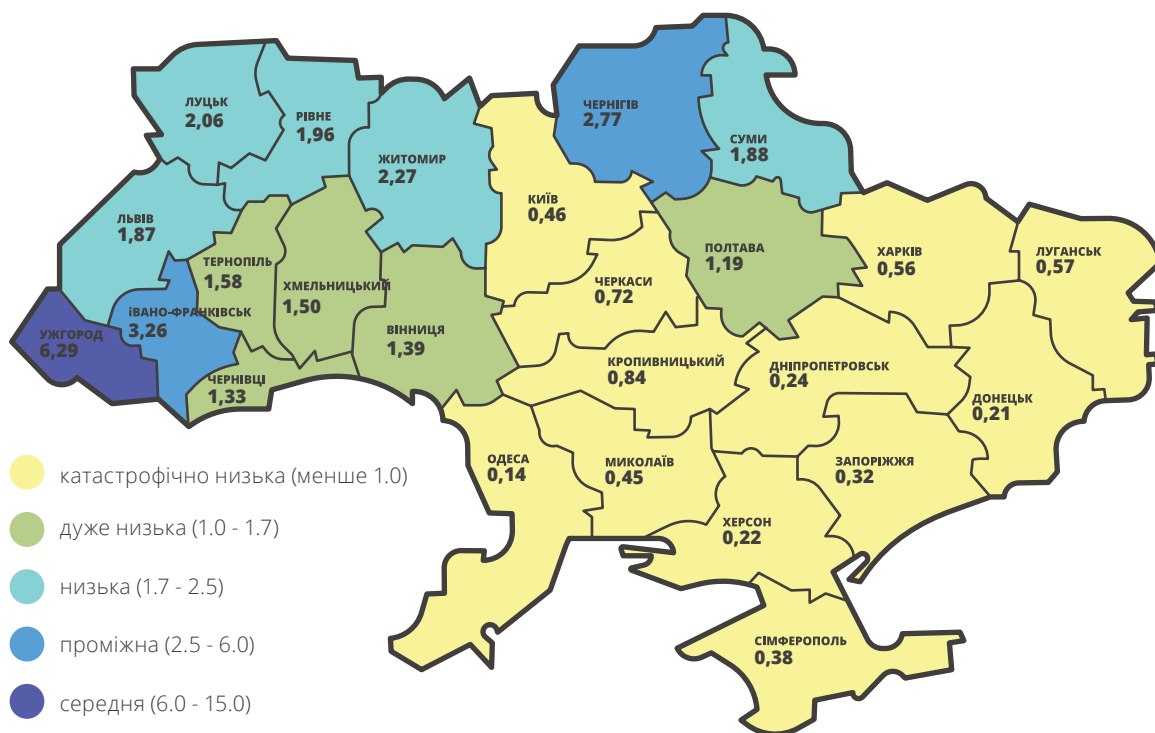 ЛУЦЬК
2,06
РІВНЕ
1,96
ЖИТОМИР
2,27
ЧЕРНІГІВ
2,77
СУМИ
1,88
КИЇВ
0,46
ЛЬВІВ
1,87
ТЕРНОПІЛЬ
1,58
ХМЕЛЬНИЦЬКИЙ
1,50
ПОЛТАВА
1,19
ХАРКІВ
0,56
ЛУГАНСЬК
0,57
ЧЕРКАСИ
0,72
ІВАНО-ФРАНКІВСЬК
3,26
УЖГОРОД
6,29
ВІННИЦЯ
1,39
КРОПИВНИЦЬКИЙ
0,84
ДНІПРОПЕТРОВСЬК
0,24
ЧЕРНІВЦІ
1,33
ДОНЕЦЬК
0,21
ОДЕСА
0,14
МИКОЛАЇВ
0,45
ЗАПОРІЖЖЯ
0,32
ХЕРСОН
0,22
СІМФЕРОПОЛЬ
0,38
катастрофічно низька (менше 1.0)
дуже низька (1.0 - 1.7)
низька (1.7 - 2.5)
проміжна (2.5 - 6.0)
середня (6.0 - 15.0)